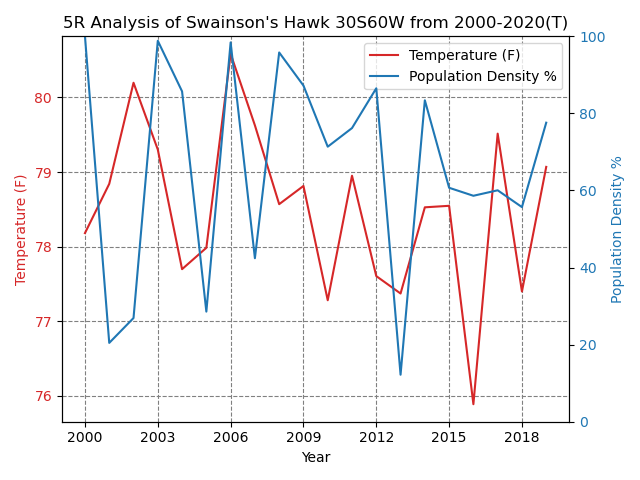 5R Analysis of Swainson's Hawk 30S60W from 2000-2020(T)
Temperature (F)
Population Density %
80
79
78
77
76
Temperature (F)
100
80
60
40
20
0
Population Density %
2000 2003 2006 2009 2012 2015 2018
Year